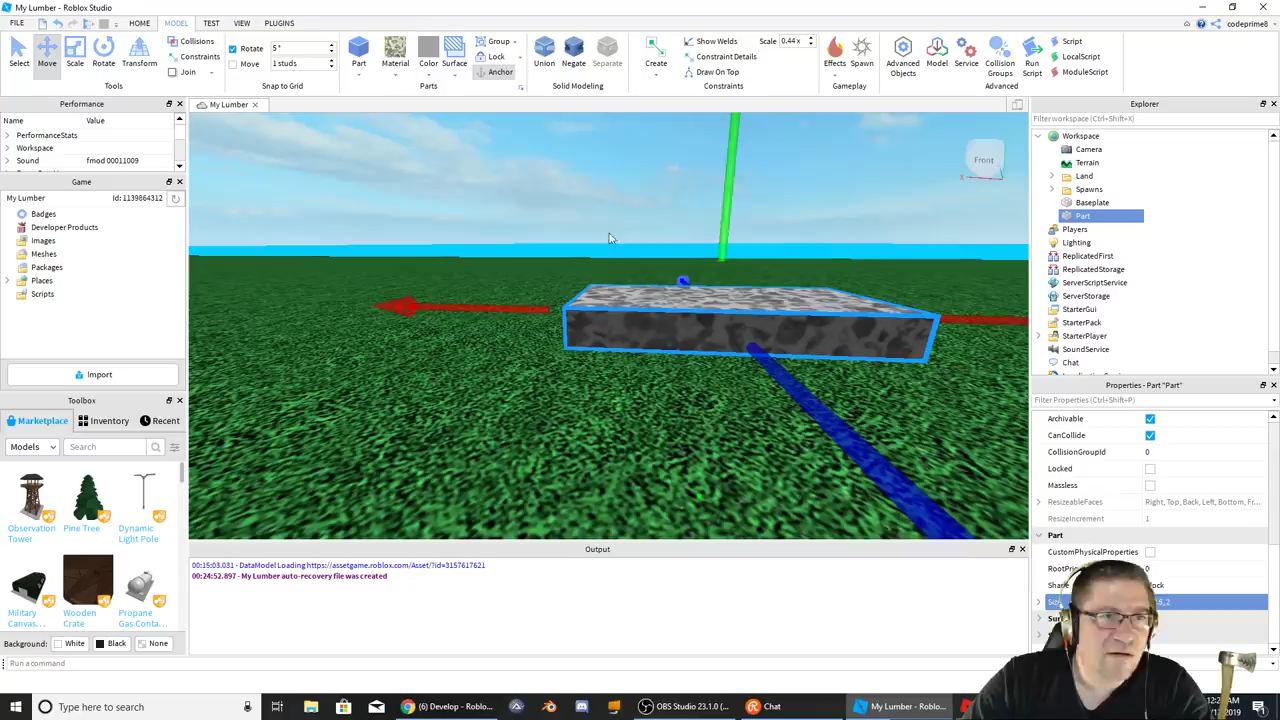 My Lumber - Roblox Studio
FILE HOME MODEL TEST VIEW PLUGINS codeprime8
Select Move Scale Rotate Transform
Collisions
Constraints
Join
Tools
Rotate 5°
Move 1 studs
Snap to Grid
Part Material Color Surface
Group
Lock
Anchor
Parts
Union Negate Separate
Solid Modeling
Create
Show Welds Scale 0.44 x
Constraint Details
Draw On Top
Constraints
Effects Spawn
Gameplay
Advanced Objects
Model
Service
Collision Groups
Run Script
Script
LocalScript
ModuleScript
Advanced
Performance
Name Value
PerformanceStats
Workspace
Sound fmod 00011009
Game
My Lumber Id: 1139864312
Badges
Developer Products
Images
Meshes
Packages
Places
Scripts
Import
Toolbox
Marketplace Inventory Recent
Models Search
Observation Tower
Pine Tree
Dynamic Light Pole
Military Canvas...
Wooden Crate
Propane Gas Conta...
Background: White Black None
Run a command
My Lumber
Front
X
Output
00:15:03.031 - DataModel Loading https://assetgame.roblox.com/Asset/?id=3157617621
00:24:52.897 - My Lumber auto-recovery file was created
Explorer
Filter workspace (Ctrl+Shift+X)
Workspace
Camera
Terrain
Land
Spawns
Baseplate
Part
Players
Lighting
ReplicatedFirst
ReplicatedStorage
ServerScriptService
ServerStorage
StarterGui
StarterPack
StarterPlayer
SoundService
Chat
Properties - Part "Part"
Filter Properties (Ctrl+Shift+P)
Archivable
CanCollide
CollisionGroupId 0
Locked
Massless
ResizeableFaces Right, Top, Back, Left, Bottom, Fr...
ResizeIncrement 1
Part
CustomPhysicalProperties
Type here to search
(6) Develop - Roblo...
OBS Studio 23.1.0 (...
Chat
My Lumber - Roblo...